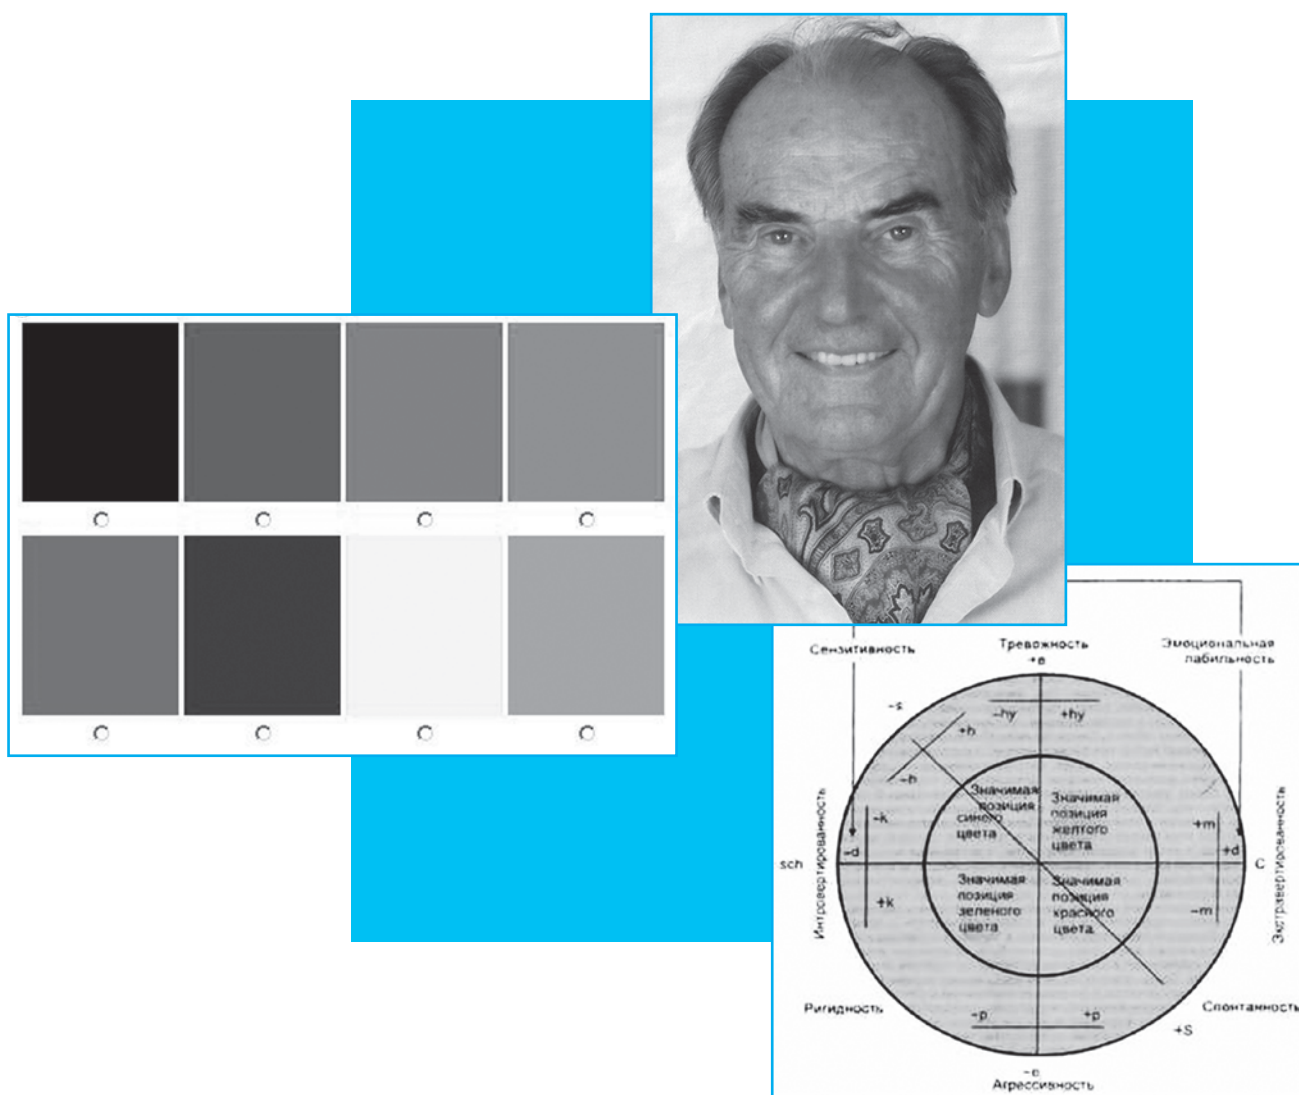 Сензитивность
Тревожность
+e
Эмоциональная
лабильность
-s
-hy
+hy
+h
-h
Значимая
позиция
синего
цвета
Значимая
позиция
желтого
цвета
Интровертированность
-k
-d
+m
+d
sch
C
Экстравертированность
Значимая
позиция
зеленого
цвета
Значимая
позиция
красного
цвета
+k
-m
Ригидность
-p
+p
Спонтанность
+S
-e
Агрессивность